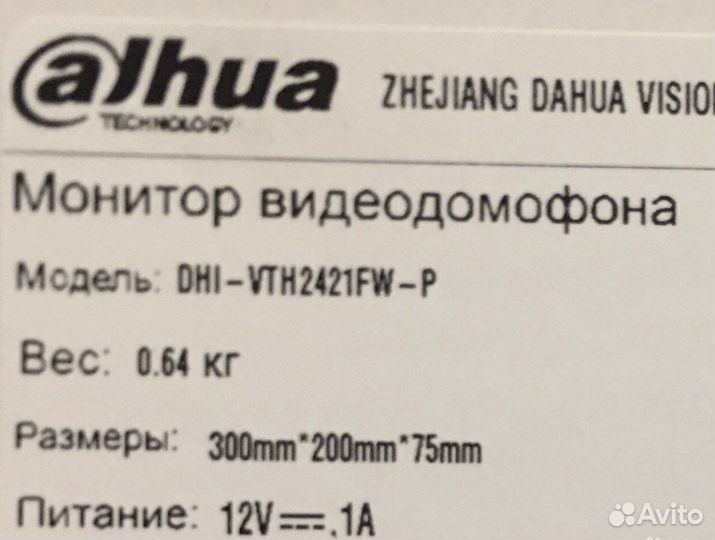 alhua
TECHNOLOGY
ZHEJIANG DAHUA VISIO
Монитор видеодомофона
Модель: DHI-VTH2421FW-P
Вес: 0.64 кг
Размеры: 300mm*200mm*75mm
Питание: 12V⎓.1A
Avito